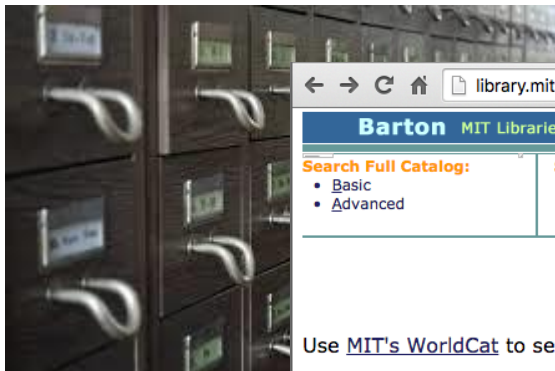 library.mit
Barton MIT Librarie
Search Full Catalog:
• Basic
• Advanced
Use MIT's WorldCat to se